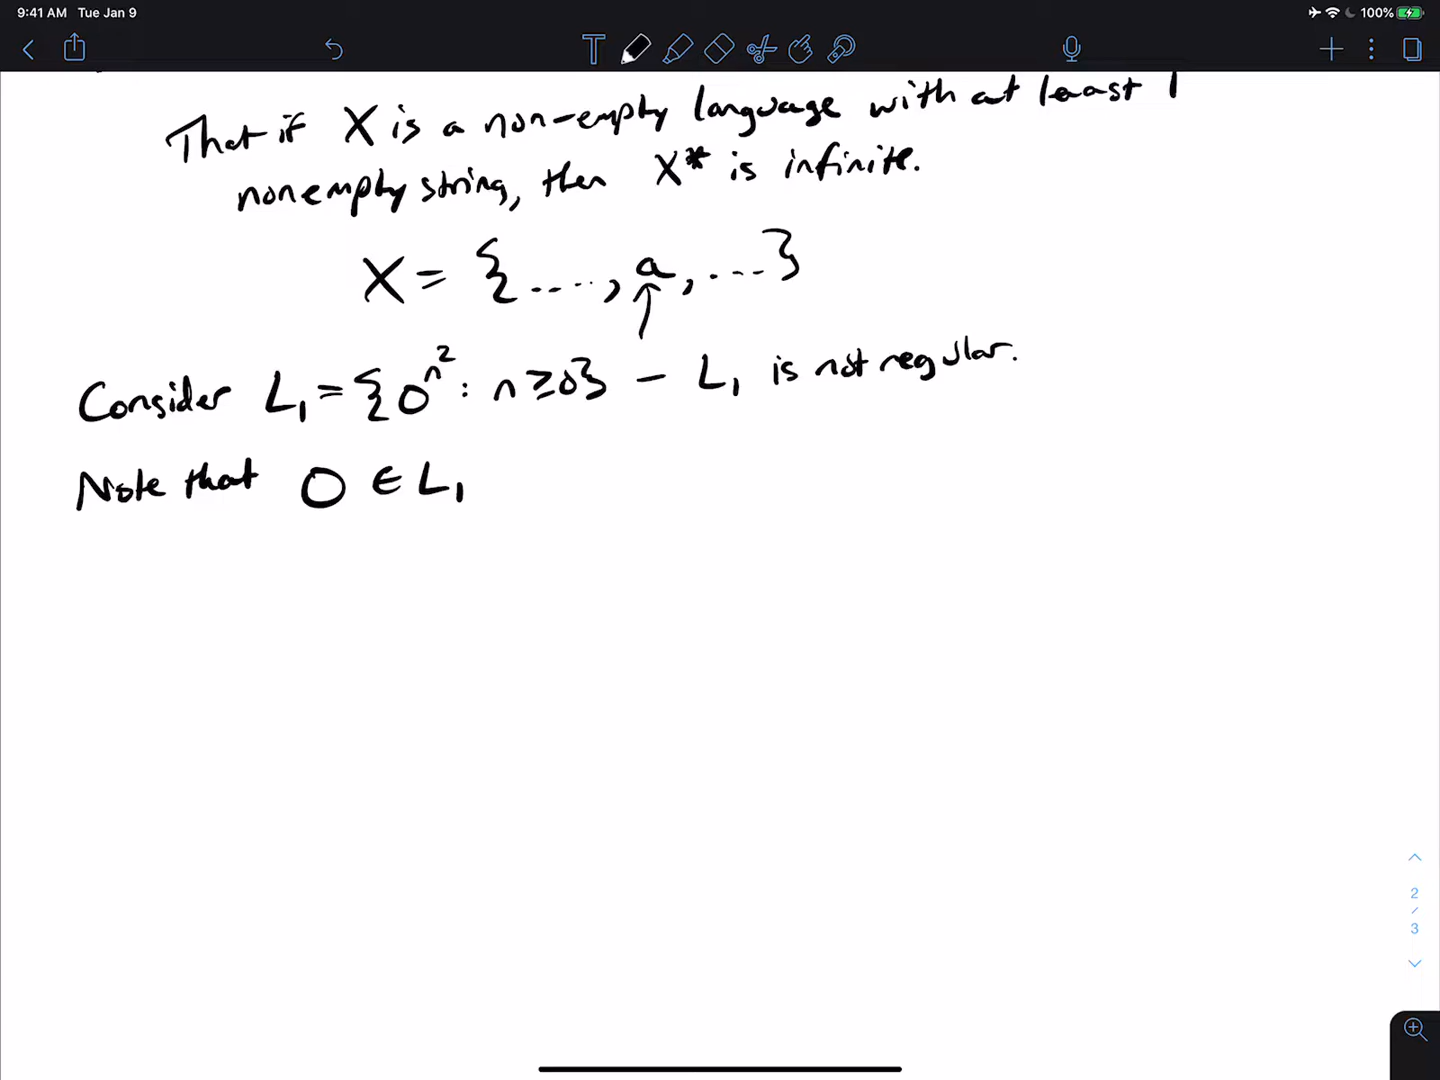 9:41 AM Tue Jan 9 100%
T
That if X is a non-empty language with at least 1
nonempty string, then X* is infinite.
X = {....,a,....}
Consider L₁ = {0^n^2 : n ≥ 0} - L₁ is not regular.
Note that 0 ∈ L₁
2
/
3